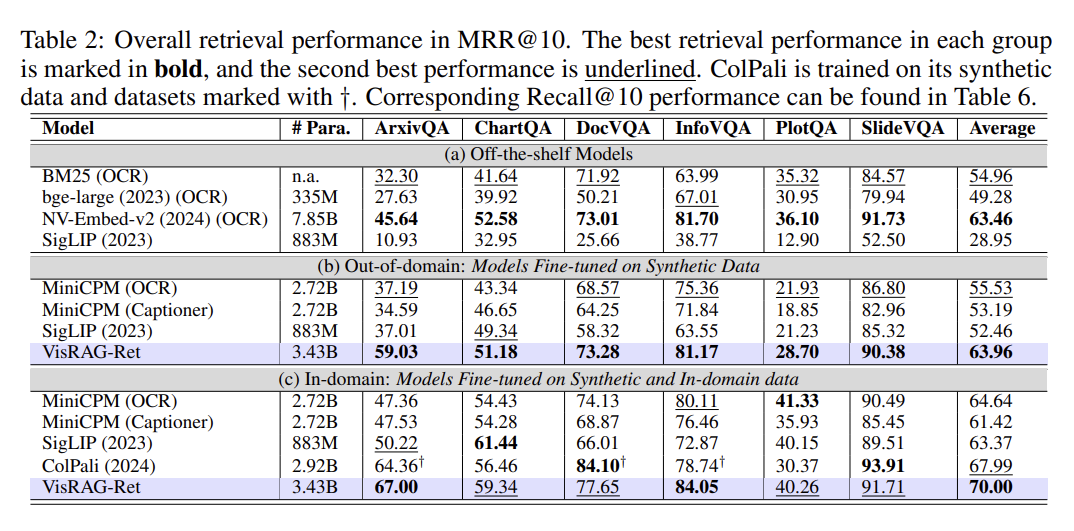 Table 2: Overall retrieval performance in MRR@10. The best retrieval performance in each group
is marked in bold, and the second best performance is underlined. ColPali is trained on its synthetic
data and datasets marked with †. Corresponding Recall@10 performance can be found in Table 6.
Model # Para. ArxivQA ChartQA DocVQA InfoVQA PlotQA SlideVQA Average
(a) Off-the-shelf Models
BM25 (OCR) n.a. 32.30 41.64 71.92 63.99 35.32 84.57 54.96
bge-large (2023) (OCR) 335M 27.63 39.92 50.21 67.01 30.95 79.94 49.28
NV-Embed-v2 (2024) (OCR) 7.85B 45.64 52.58 73.01 81.70 36.10 91.73 63.46
SigLIP (2023) 883M 10.93 32.95 25.66 38.77 12.90 52.50 28.95
(b) Out-of-domain: Models Fine-tuned on Synthetic Data
MiniCPM (OCR) 2.72B 37.19 43.34 68.57 75.36 21.93 86.80 55.53
MiniCPM (Captioner) 2.72B 34.59 46.65 64.25 71.84 18.85 82.96 53.19
SigLIP (2023) 883M 37.01 49.34 58.32 63.55 21.23 85.32 52.46
VisRAG-Ret 3.43B 59.03 51.18 73.28 81.17 28.70 90.38 63.96
(c) In-domain: Models Fine-tuned on Synthetic and In-domain data
MiniCPM (OCR) 2.72B 47.36 54.43 74.13 80.11 41.33 90.49 64.64
MiniCPM (Captioner) 2.72B 47.53 54.28 68.87 76.46 35.93 85.45 61.42
SigLIP (2023) 883M 50.22 61.44 66.01 72.87 40.15 89.51 63.37
ColPali (2024) 2.92B 64.36† 56.46 84.10† 78.74† 30.37 93.91 67.99
VisRAG-Ret 3.43B 67.00 59.34 77.65 84.05 40.26 91.71 70.00